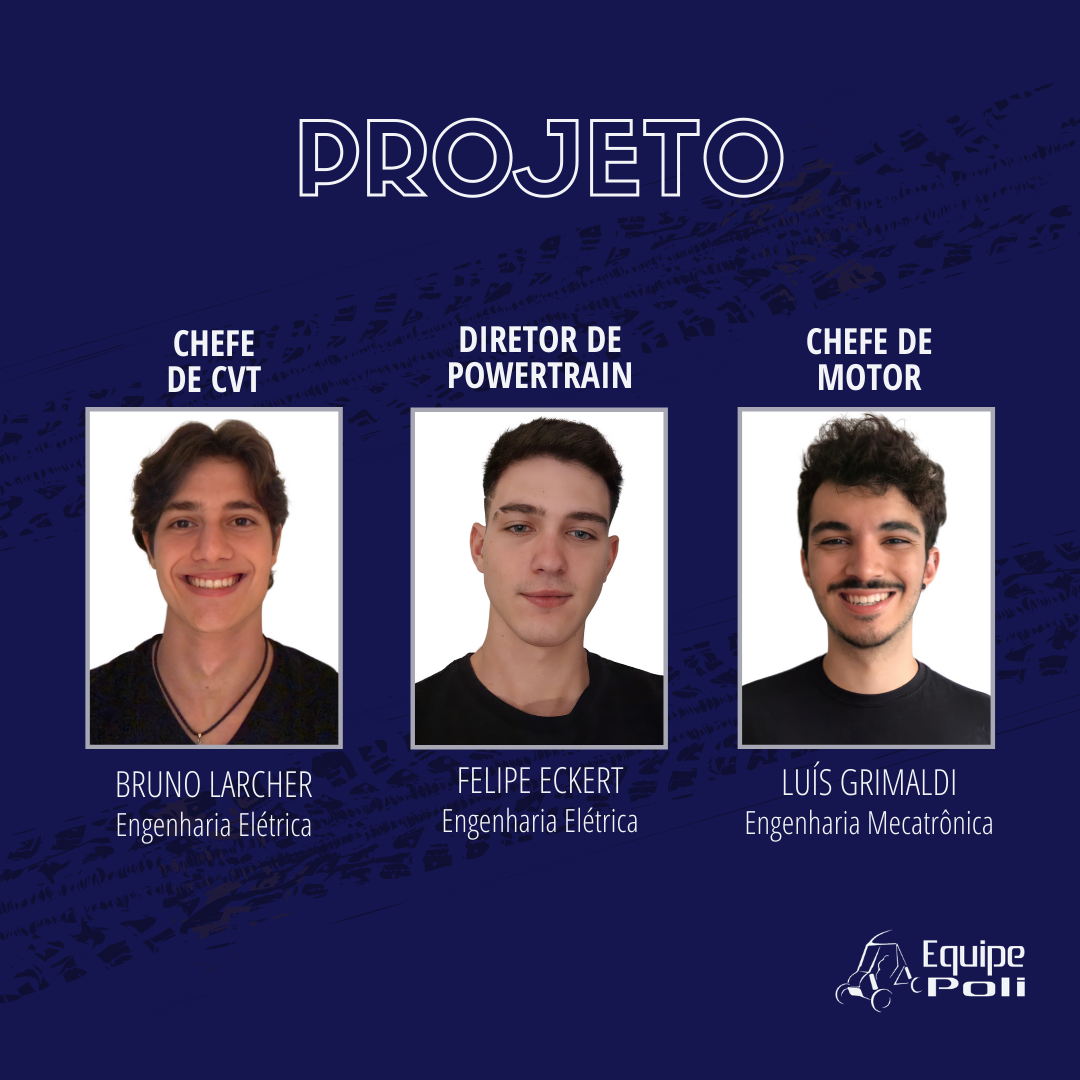 PROJETO
CHEFE
DE CVT
DIRETOR DE
POWERTRAIN
CHEFE DE
MOTOR
BRUNO LARCHER
Engenharia Elétrica
FELIPE ECKERT
Engenharia Elétrica
LUÍS GRIMALDI
Engenharia Mecatrônica
Equipe
Poli